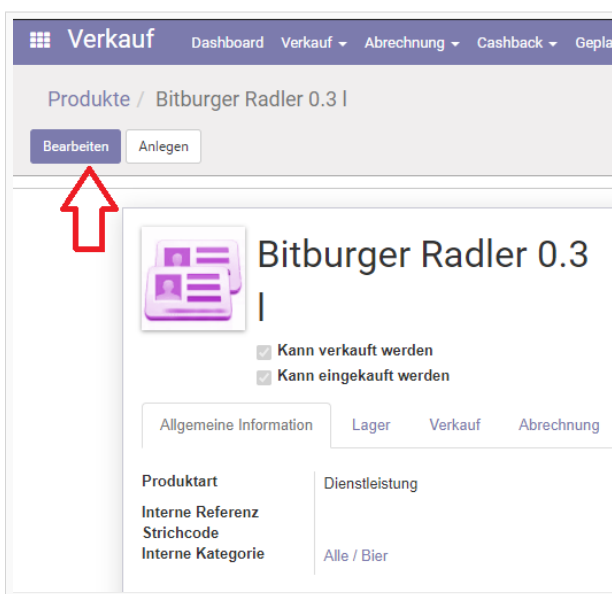 Verkauf Dashboard Verkauf Abrechnung Cashback Gepla
Produkte / Bitburger Radler 0.3 l
Bearbeiten Anlegen
Bitburger Radler 0.3
l
Kann verkauft werden
Kann eingekauft werden
Allgemeine Information Lager Verkauf Abrechnung
Produktart Dienstleistung
Interne Referenz
Strichcode
Interne Kategorie Alle / Bier